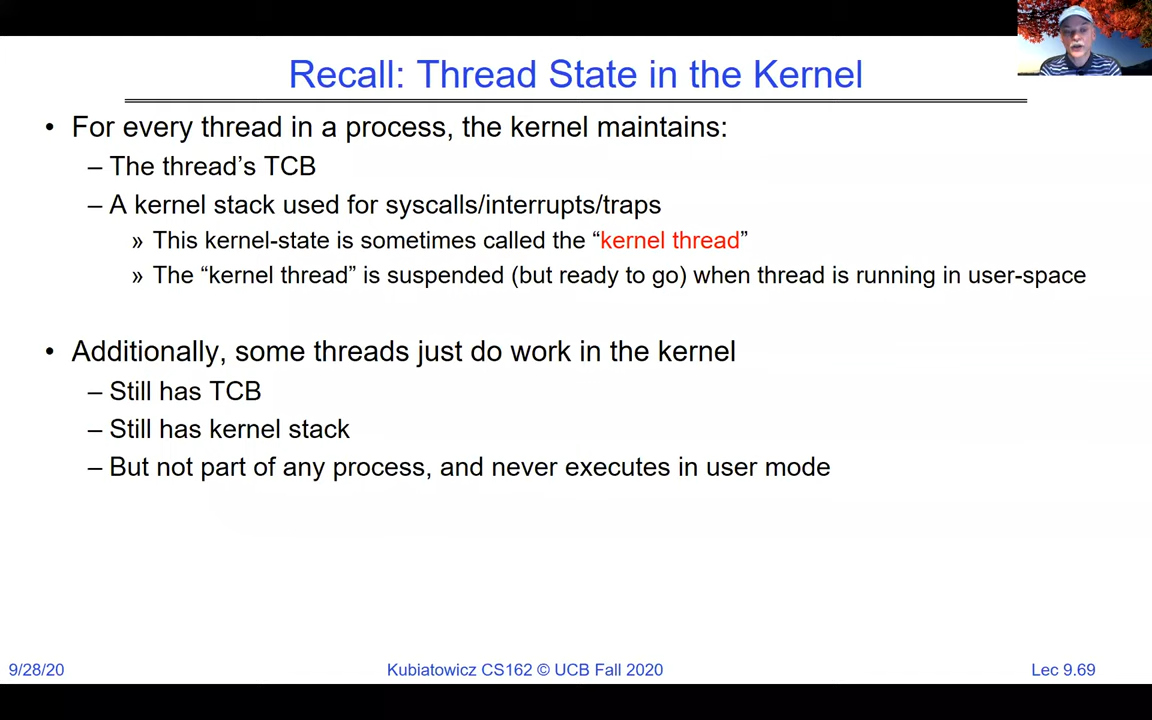 Recall: Thread State in the Kernel
• For every thread in a process, the kernel maintains:
– The thread's TCB
– A kernel stack used for syscalls/interrupts/traps
» This kernel-state is sometimes called the “kernel thread”
» The “kernel thread” is suspended (but ready to go) when thread is running in user-space
• Additionally, some threads just do work in the kernel
– Still has TCB
– Still has kernel stack
– But not part of any process, and never executes in user mode
9/28/20
Kubiatowicz CS162 © UCB Fall 2020
Lec 9.69